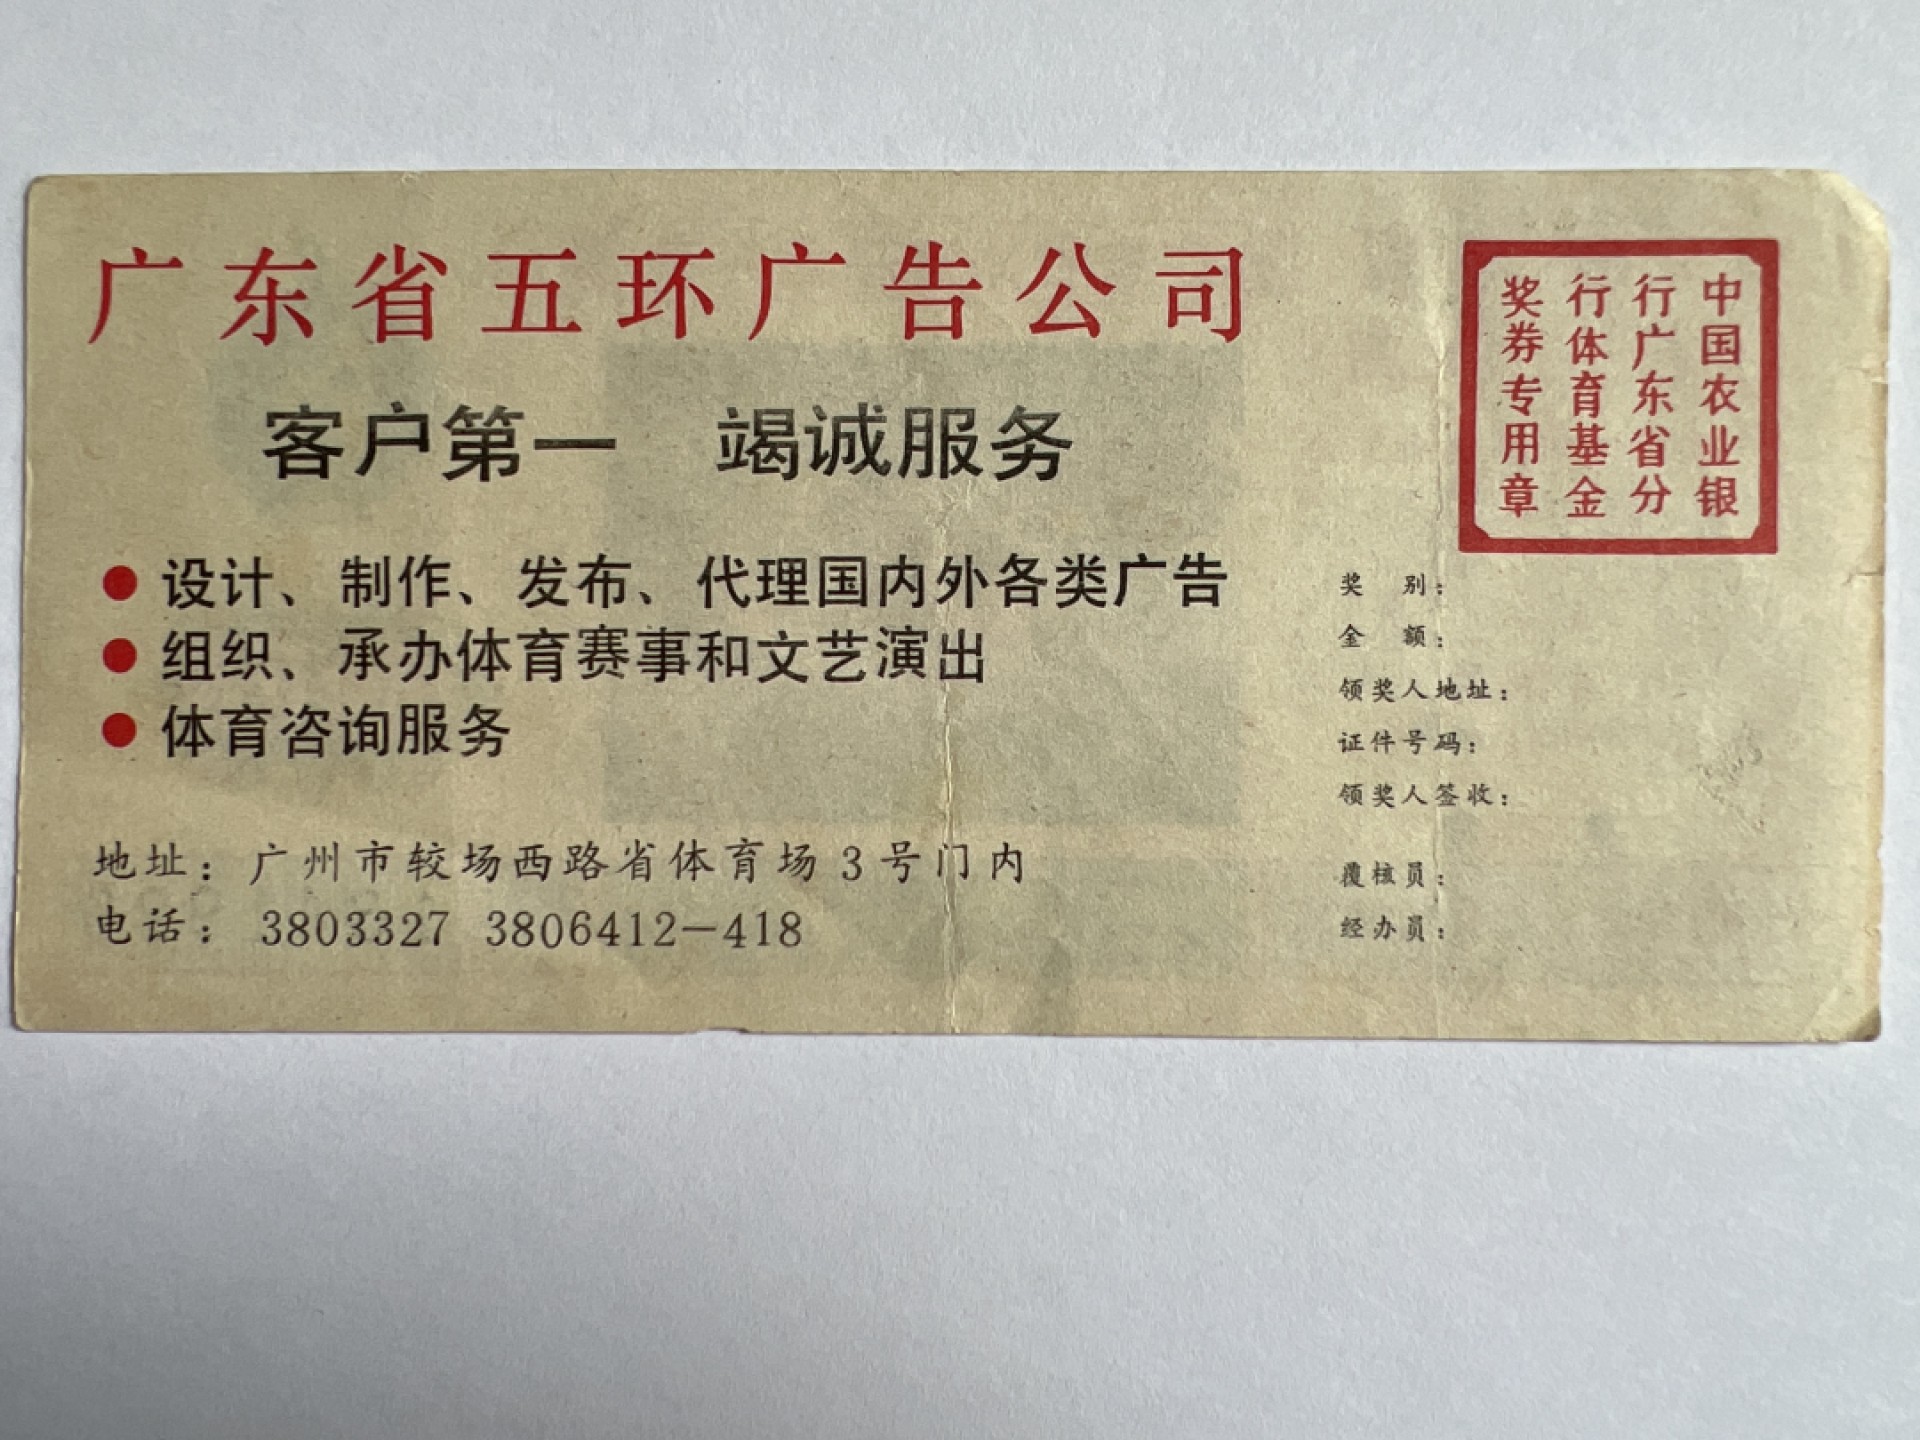 广东省五环广告公司
客户第一 竭诚服务
● 设计、制作、发布、代理国内外各类广告
● 组织、承办体育赛事和文艺演出
● 体育咨询服务
地址：广州市较场西路省体育场3号门内
电话：3803327 3806412－418
中国农业银
行广东省分
行体育基金
奖券专用章
奖 别：
金 额：
领奖人地址：
证件号码：
领奖人签收：
覆核员：
经办员：